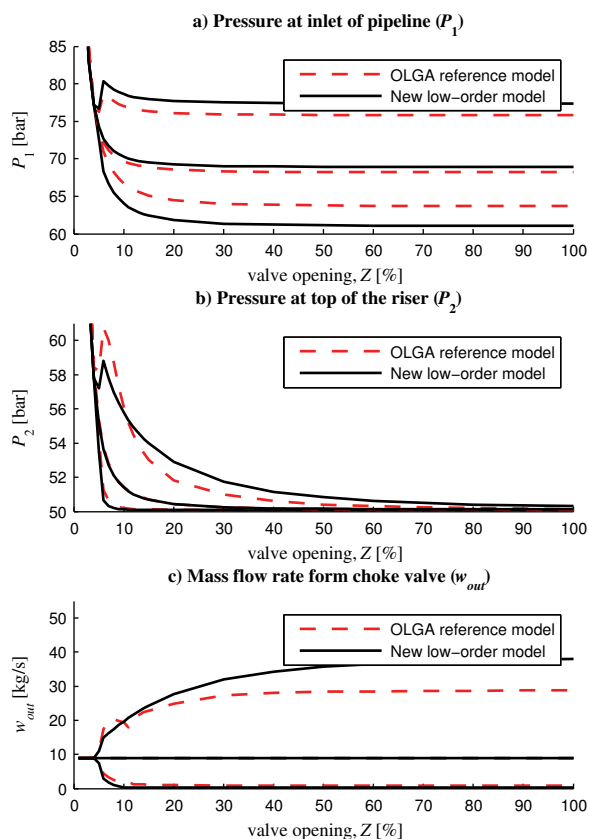 a) Pressure at inlet of pipeline (P1)
85
80
75
70
65
60
P1 [bar]
OLGA reference model
New low−order model
0 10 20 30 40 50 60 70 80 90 100
valve opening, Z [%]
b) Pressure at top of the riser (P2)
60
58
56
54
52
50
P2 [bar]
OLGA reference model
New low−order model
0 10 20 30 40 50 60 70 80 90 100
valve opening, Z [%]
c) Mass flow rate form choke valve (wout)
50
40
30
20
10
0
wout [kg/s]
OLGA reference model
New low−order model
0 10 20 30 40 50 60 70 80 90 100
valve opening, Z [%]